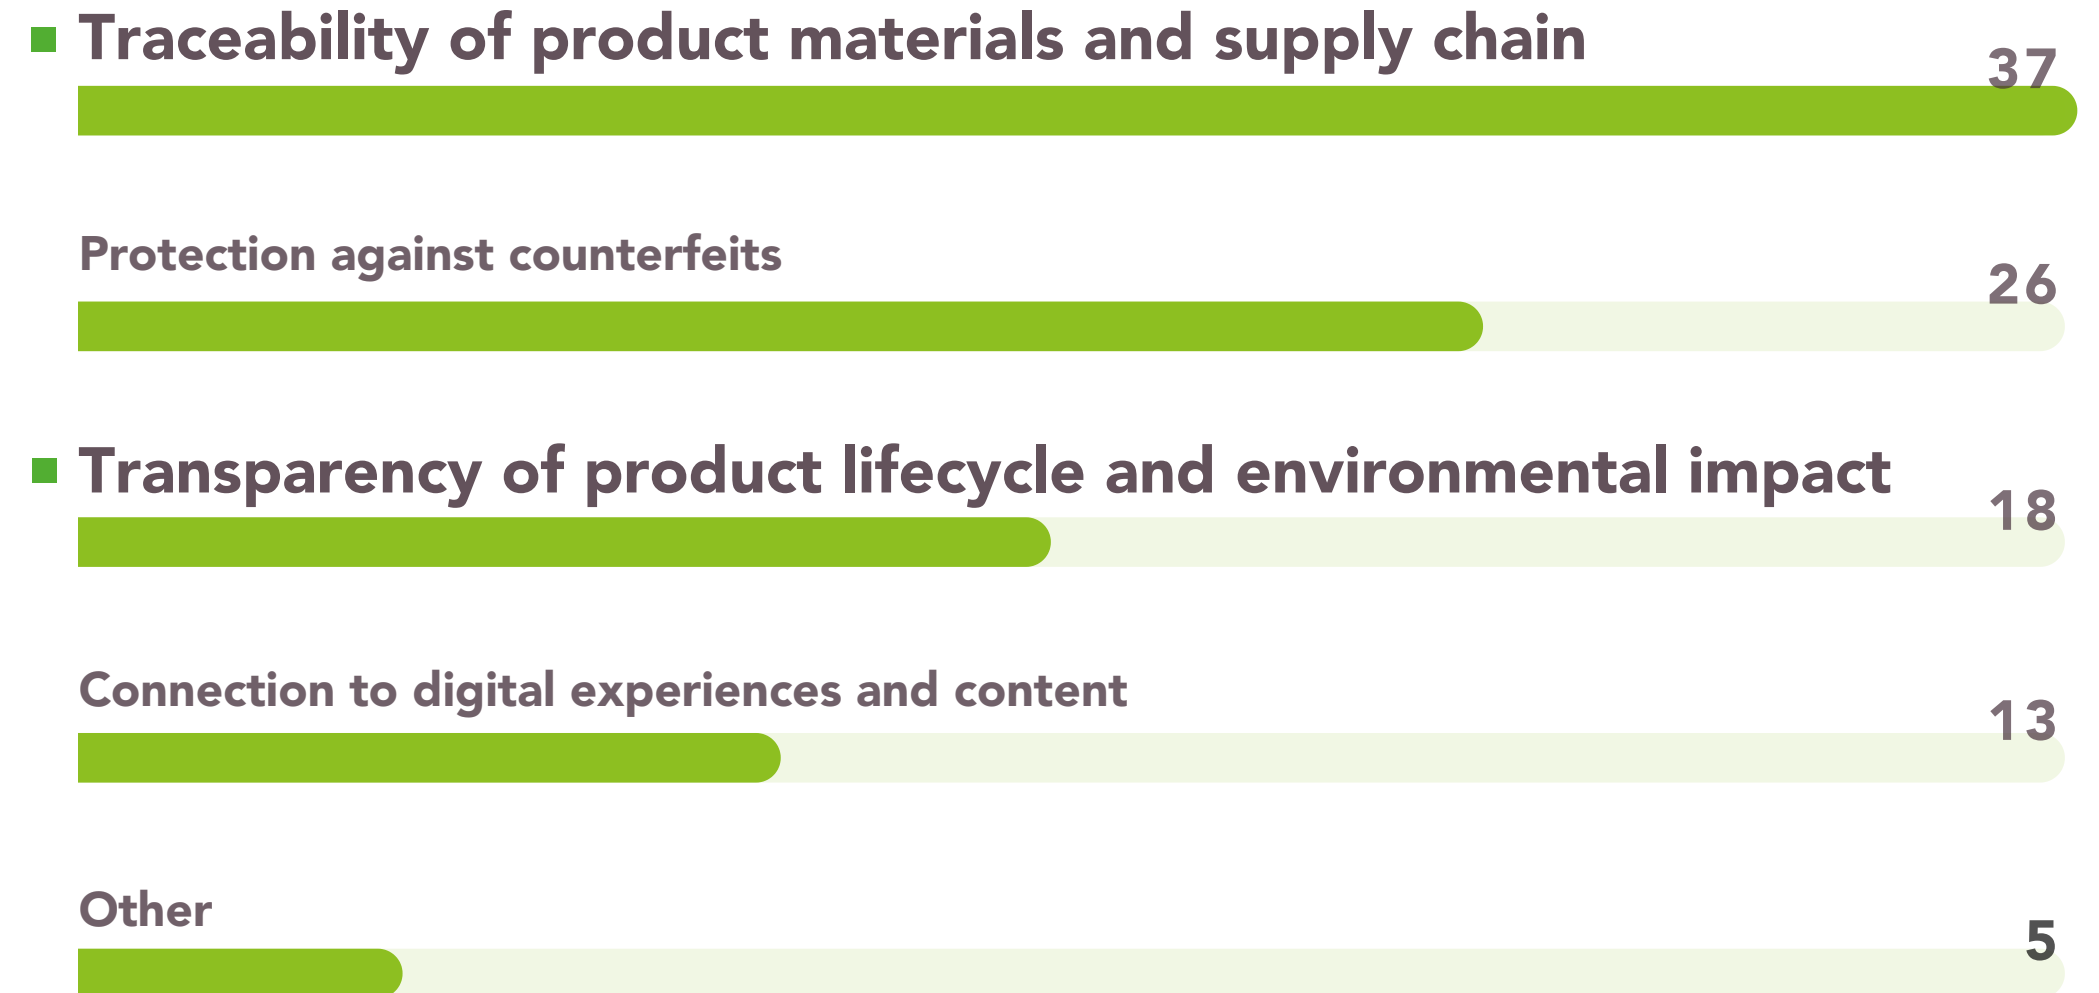 Traceability of product materials and supply chain
37
Protection against counterfeits
26
Transparency of product lifecycle and environmental impact
18
Connection to digital experiences and content
13
Other
5